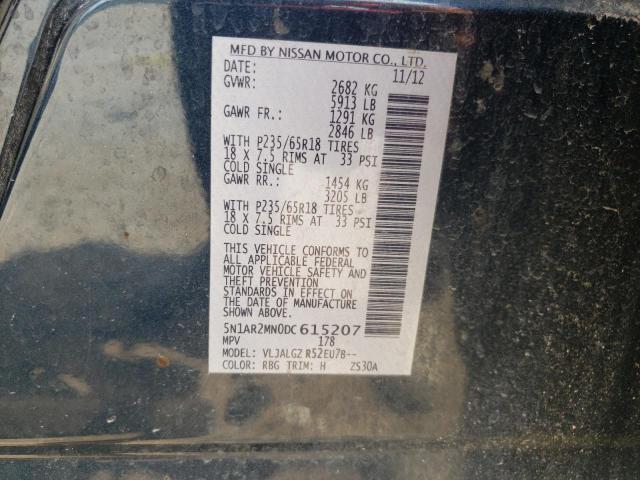 MFD BY NISSAN MOTOR CO., LTD.
DATE: 11/12
GVWR: 2682 KG
5913 LB
GAWR FR.: 1291 KG
2846 LB
WITH P235/65R18 TIRES
18 X 7.5 RIMS AT 33 PSI
COLD SINGLE
GAWR RR.: 1454 KG
3205 LB
WITH P235/65R18 TIRES
18 X 7.5 RIMS AT 33 PSI
COLD SINGLE
THIS VEHICLE CONFORMS TO
ALL APPLICABLE FEDERAL
MOTOR VEHICLE SAFETY AND
THEFT PREVENTION
STANDARDS IN EFFECT ON
THE DATE OF MANUFACTURE
SHOWN ABOVE.
5N1AR2MN0DC615207
MPV 178
MODEL: VLJALGZ R52EU7B--
COLOR: RBG TRIM: H ZS30A